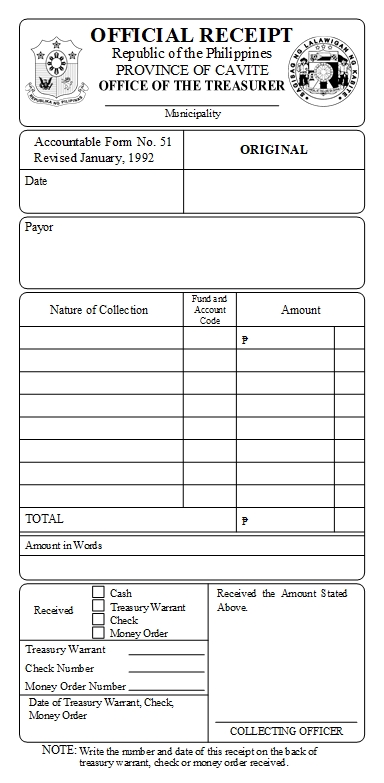 OFFICIAL RECEIPT
Republic of the Philippines
PROVINCE OF CAVITE
OFFICE OF THE TREASURER
REPUBLIKA NG PILIPINAS
SAGISAG NG LALAWIGAN NG KABITE
Municipality
Accountable Form No. 51
Revised January, 1992
ORIGINAL
Date
Payor
Nature of Collection
Fund and
Account
Code
Amount
₱
TOTAL
₱
Amount in Words
Received
Cash
Treasury Warrant
Check
Money Order
Treasury Warrant
Check Number
Money Order Number
Date of Treasury Warrant, Check,
Money Order
Received the Amount Stated
Above.
COLLECTING OFFICER
NOTE: Write the number and date of this receipt on the back of
treasury warrant, check or money order received.